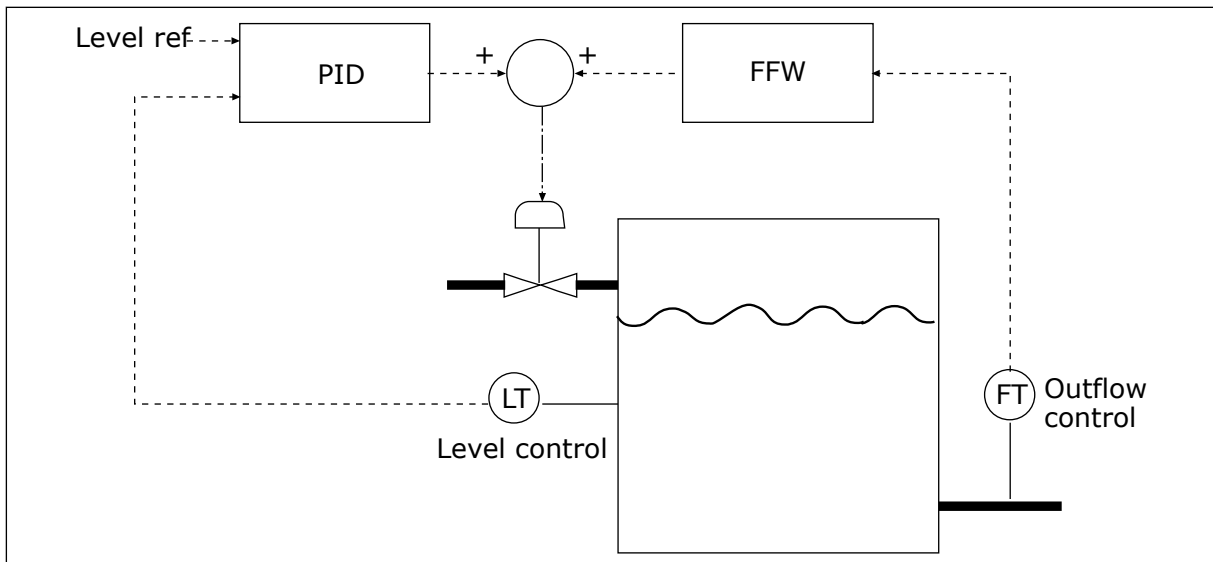 Level ref
PID
+
+
FFW
LT
Level control
FT
Outflow
control